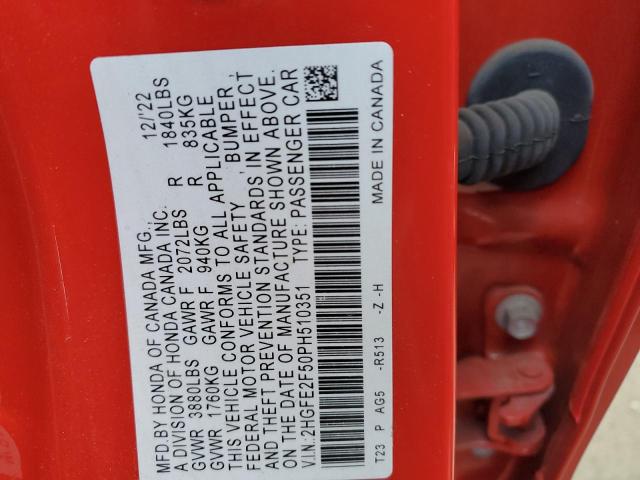 MFD.BY HONDA OF CANADA MFG., 12/'22
A DIVISION OF HONDA CANADA INC.
GVWR 3880LBS GAWR F 2072LBS R 1840LBS
GVWR 1760KG GAWR F 940KG R 835KG
THIS VEHICLE CONFORMS TO ALL APPLICABLE
FEDERAL MOTOR VEHICLE SAFETY , BUMPER,
AND THEFT PREVENTION STANDARDS IN EFFECT
ON THE DATE OF MANUFACTURE SHOWN ABOVE.
V.I.N.:2HGFE2F50PH510351 TYPE: PASSENGER CAR
T23 P AG5 -R513 -Z -H MADE IN CANADA